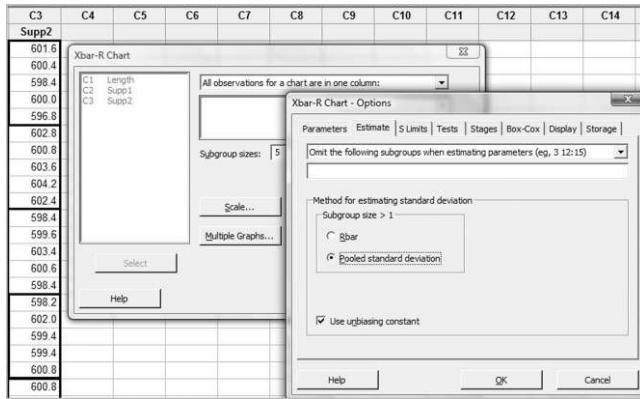 C3 C4 C5 C6 C7 C8 C9 C10 C11 C12 C13 C14
Supp2
601.6
600.4
598.4
600.0
596.8
602.8
600.8
603.6
604.2
602.4
598.4
599.6
603.4
600.6
598.4
598.2
602.0
599.4
599.4
600.8
600.8
Xbar-R Chart
C1 Length
C2 Supp1
C3 Supp2
All observations for a chart are in one column:
Subgroup sizes: 5
Scale...
Multiple Graphs...
Select
Help
Xbar-R Chart - Options
Parameters Estimate S Limits Tests Stages Box-Cox Display Storage
Omit the following subgroups when estimating parameters (eg, 3 12:15)
Method for estimating standard deviation
Subgroup size > 1
Rbar
Pooled standard deviation
Use unbiasing constant
Help OK Cancel